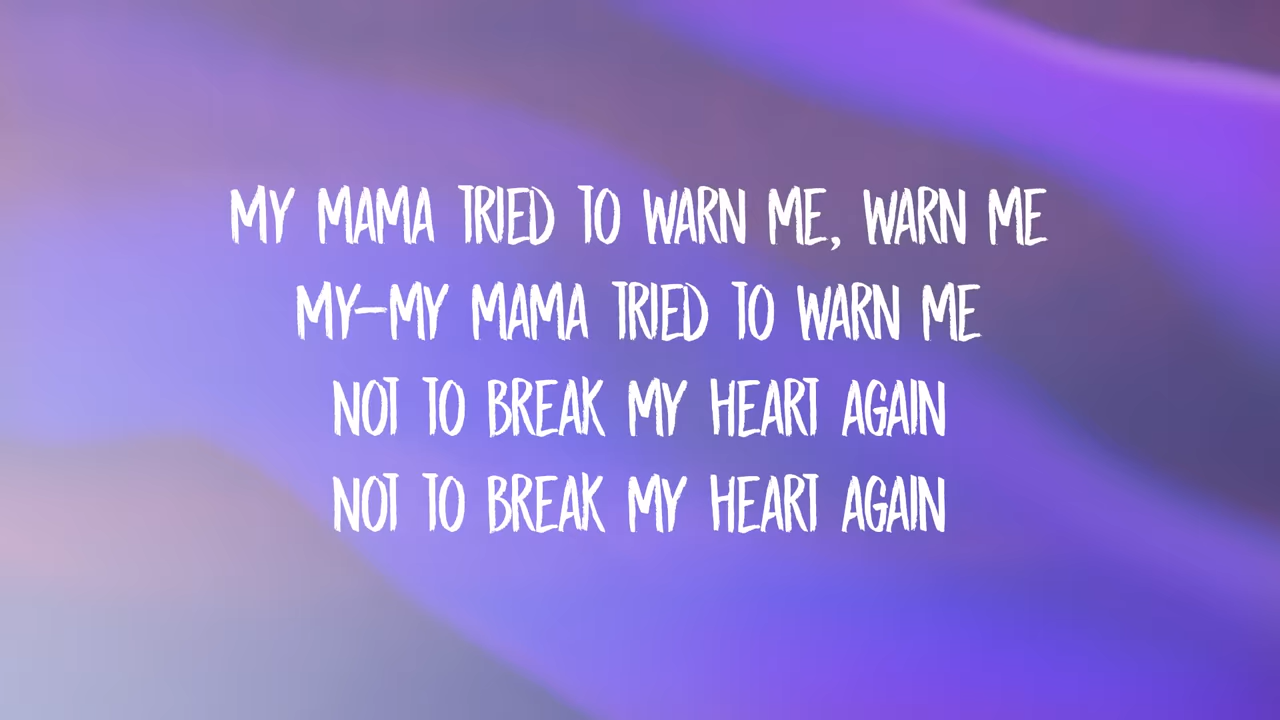 MY MAMA TRIED TO WARN ME, WARN ME
MY-MY MAMA TRIED TO WARN ME
NOT TO BREAK MY HEART AGAIN
NOT TO BREAK MY HEART AGAIN